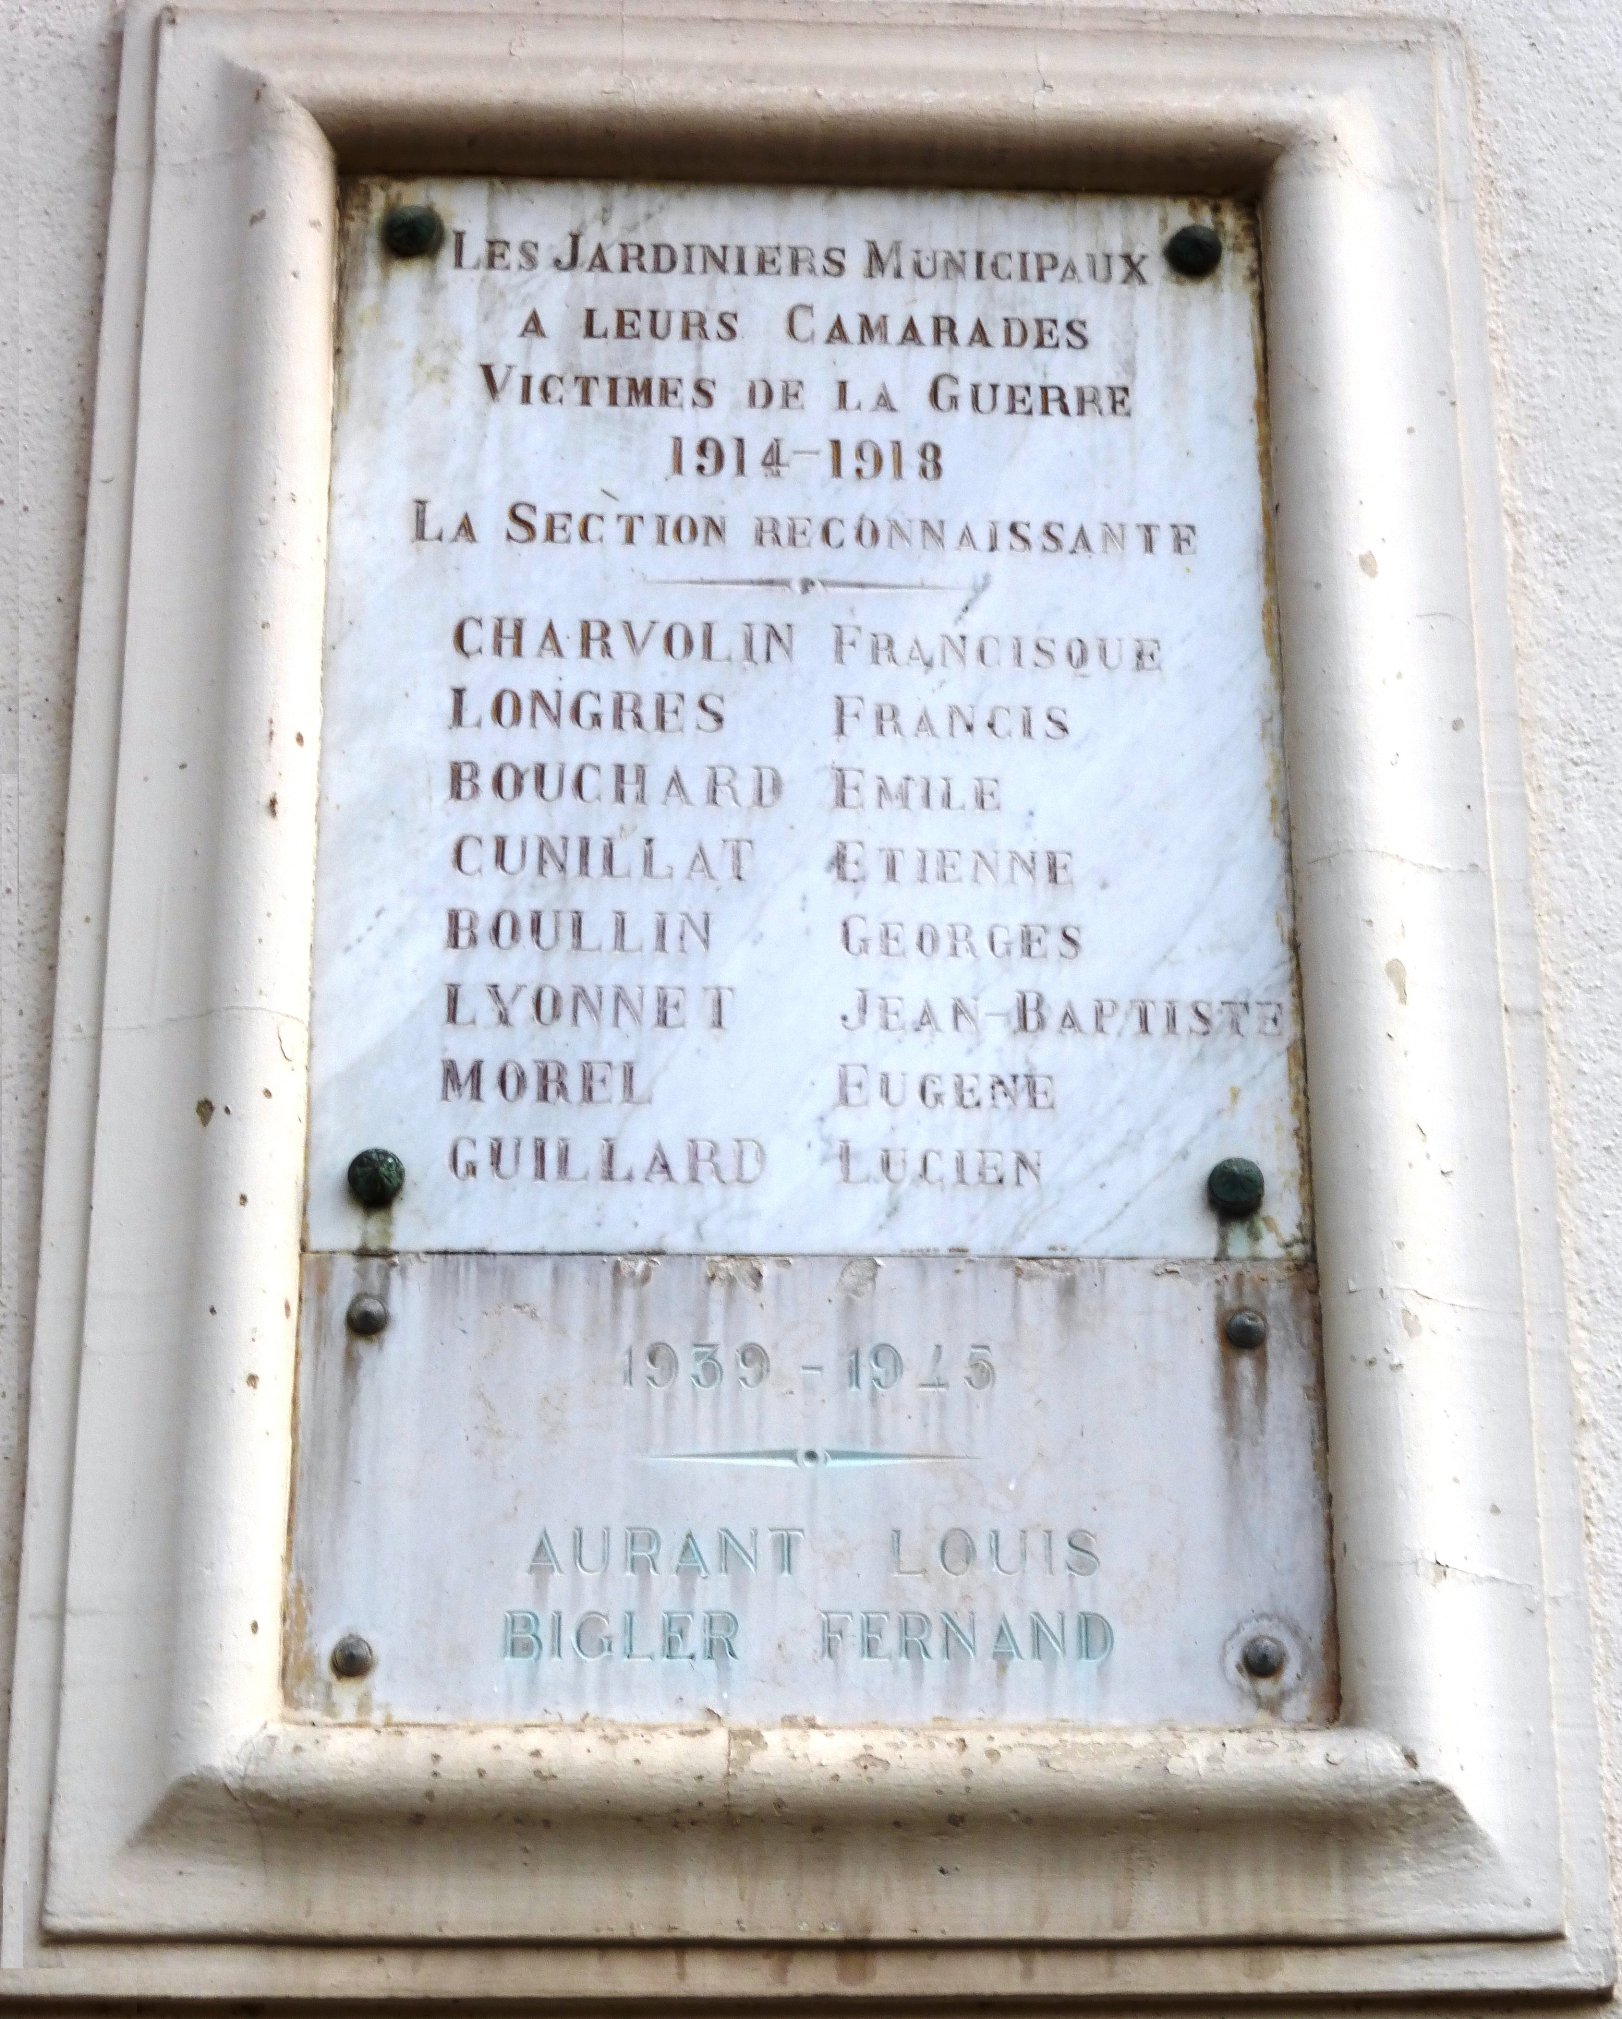 LES JARDINIERS MUNICIPAUX
A LEURS CAMARADES
VICTIMES DE LA GUERRE
1914-1918
LA SECTION RECONNAISSANTE
CHARVOLIN FRANCISQUE
LONGRES FRANCIS
BOUCHARD EMILE
CUNILLAT ETIENNE
BOULLIN GEORGES
LYONNET JEAN-BAPTISTE
MOREL EUGENE
GUILLARD LUCIEN
1939-1945
AURANT LOUIS
BIGLER FERNAND